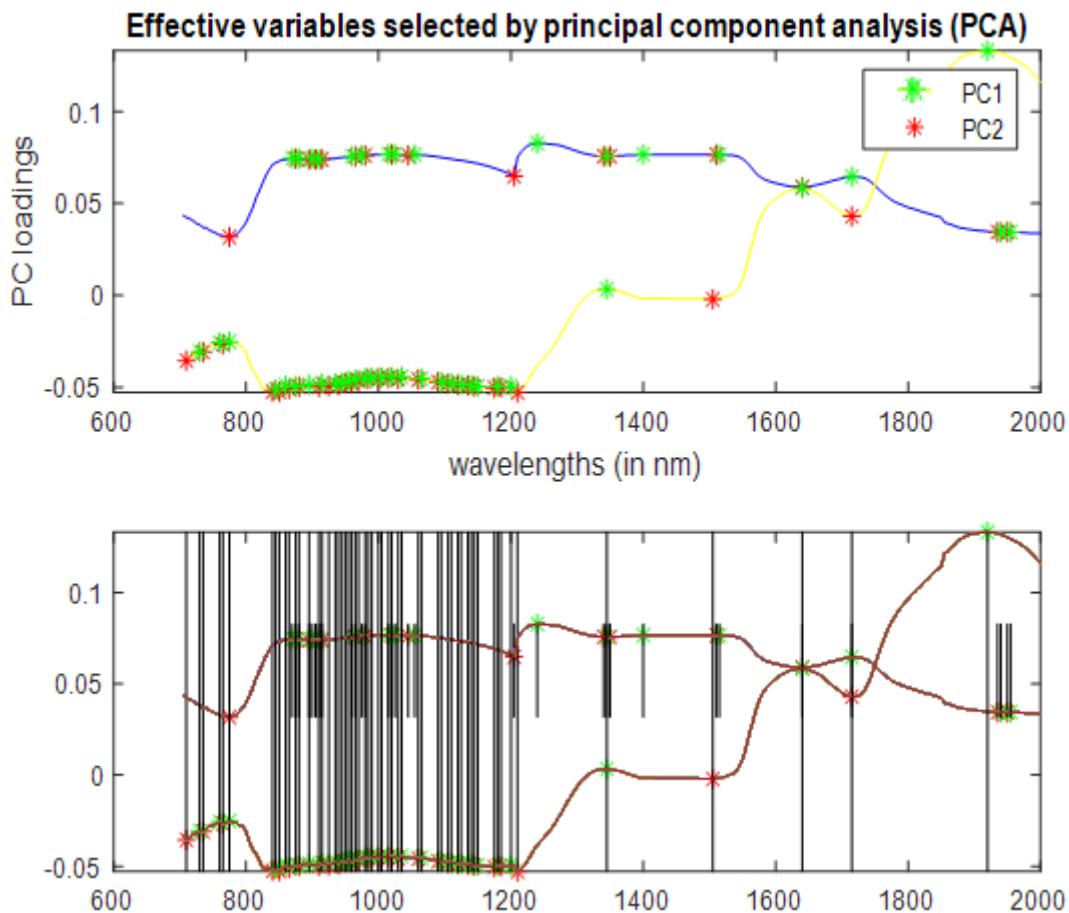 Effective variables selected by principal component analysis (PCA)
PC loadings
0.1
0.05
0
-0.05
PC1
PC2
600 800 1000 1200 1400 1600 1800 2000
wavelengths (in nm)
0.1
0.05
0
-0.05
600 800 1000 1200 1400 1600 1800 2000